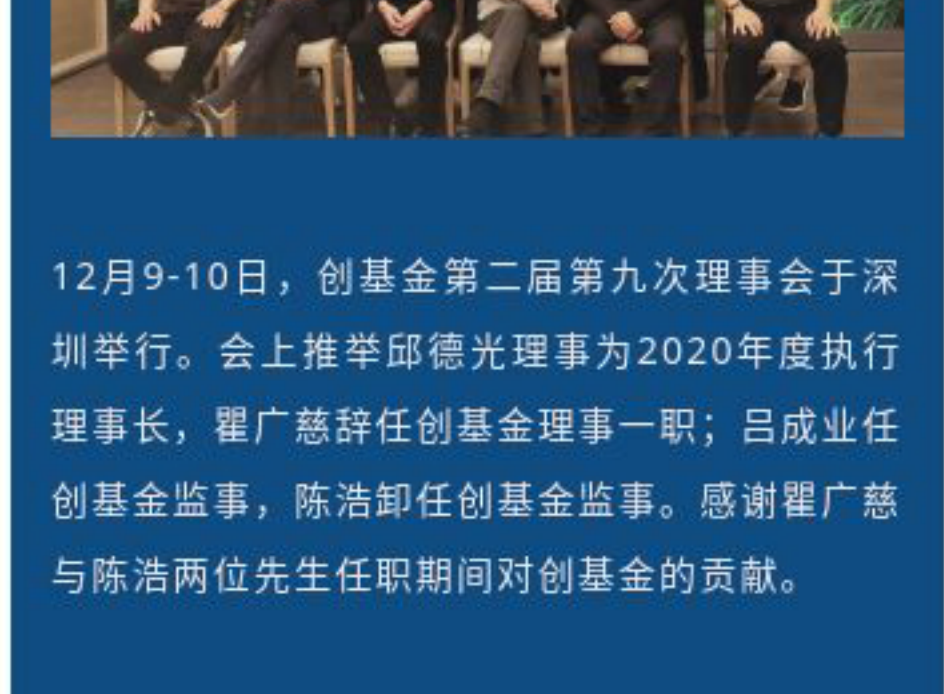 12月9-10日，创基金第二届第九次理事会于深
圳举行。会上推举邱德光理事为2020年度执行
理事长，瞿广慈辞任创基金理事一职；吕成业任
创基金监事，陈浩卸任创基金监事。感谢瞿广慈
与陈浩两位先生任职期间对创基金的贡献。